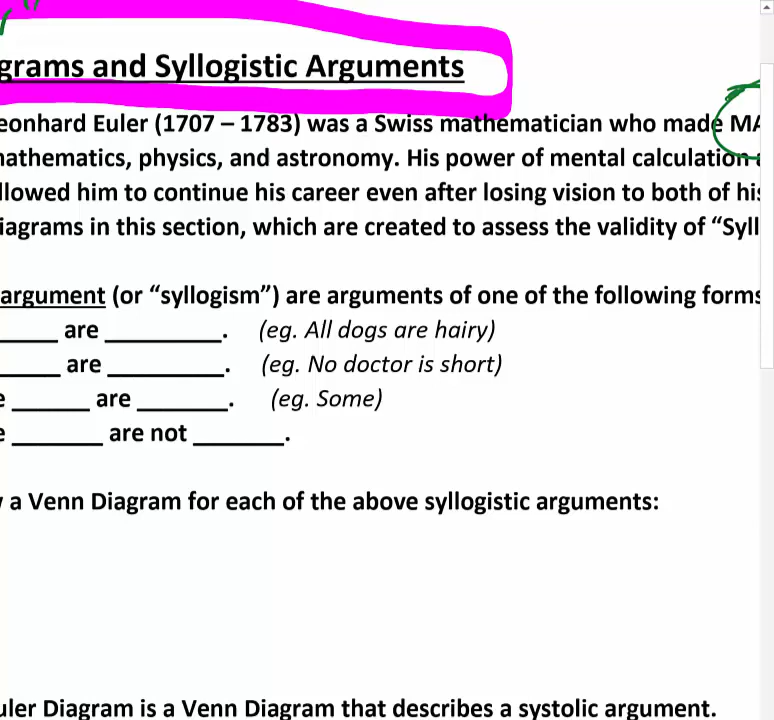 grams and Syllogistic Arguments
eonhard Euler (1707 – 1783) was a Swiss mathematician who made MA
athematics, physics, and astronomy. His power of mental calculation
llowed him to continue his career even after losing vision to both of his
iagrams in this section, which are created to assess the validity of “Syll
argument (or “syllogism”) are arguments of one of the following forms
_____ are _________. (eg. All dogs are hairy)
_____ are _________. (eg. No doctor is short)
e ______ are _______. (eg. Some)
e _______ are not _______.
a Venn Diagram for each of the above syllogistic arguments:
uler Diagram is a Venn Diagram that describes a systolic argument.